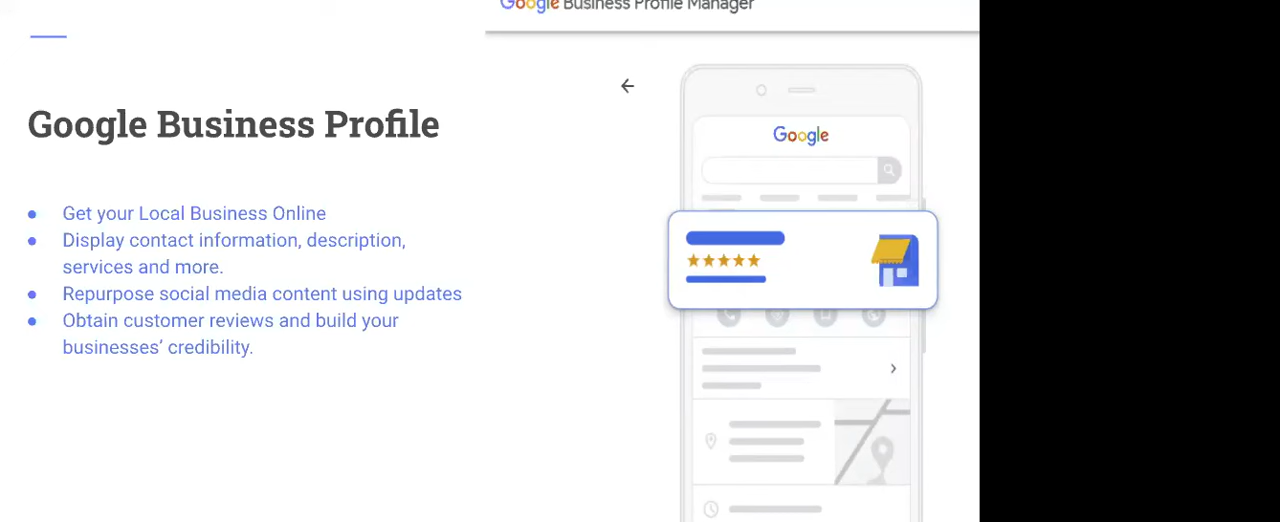 Google Business Profile Manager
Google Business Profile
● Get your Local Business Online
● Display contact information, description,
services and more.
● Repurpose social media content using updates
● Obtain customer reviews and build your
businesses’ credibility.
Google